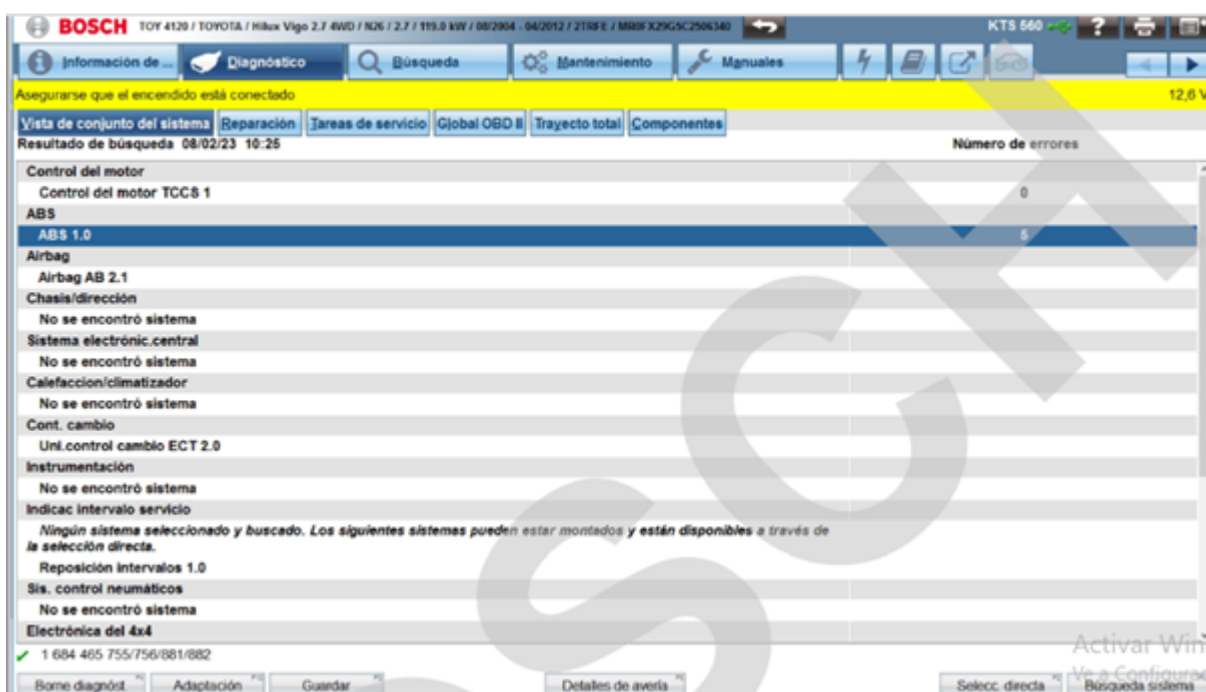 BOSCH TOY 4120 / TOYOTA / Hilux Vigo 2.7 4WD / N26 / 2.7 / 119.0 kW / 08/2004 - 04/2012 / 2TRFE / MR0FX29G5C2506340 KTS 560 ?
Información de ... Diagnóstico Búsqueda Mantenimiento Manuales
Asegurarse que el encendido está conectado 12,6 V
Vista de conjunto del sistema Reparación Tareas de servicio Global OBD II Trayecto total Componentes
Resultado de búsqueda 08/02/23 10:25 Número de errores
Control del motor
Control del motor TCCS 1 0
ABS
ABS 1.0 5
Airbag
Airbag AB 2.1
Chasis/dirección
No se encontró sistema
Sistema electrónic.central
No se encontró sistema
Calefaccion/climatizador
No se encontró sistema
Cont. cambio
Uni.control cambio ECT 2.0
Instrumentación
No se encontró sistema
Indicac intervalo servicio
Ningún sistema seleccionado y buscado. Los siguientes sistemas pueden estar montados y están disponibles a través de
la selección directa.
Reposición intervalos 1.0
Sis. control neumáticos
No se encontró sistema
Electrónica del 4x4
1 684 465 755/756/881/882
Activar Win
Ve a Configurac
Borne diagnóst. Adaptación Guardar Detalles de avería Selecc. directa Búsqueda sistema
SCH